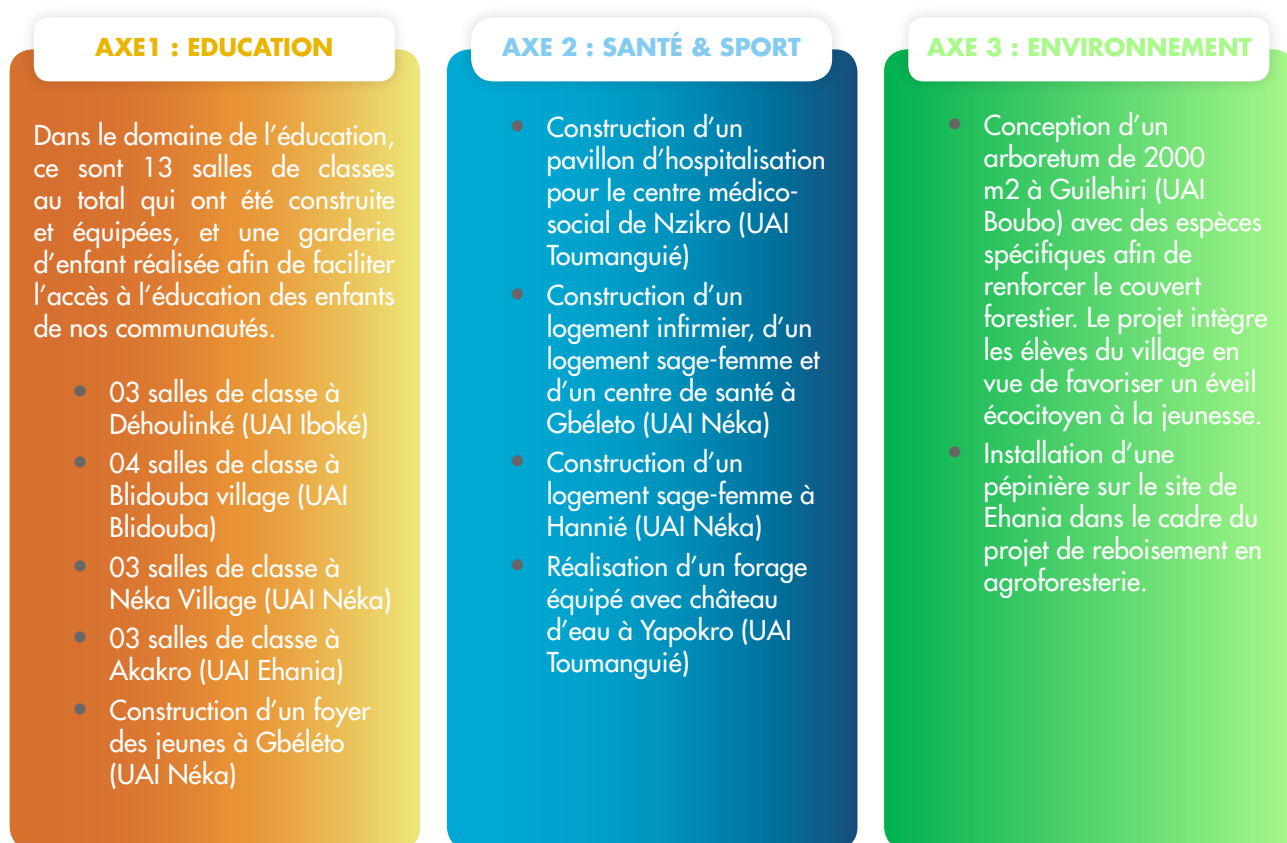 AXE1 : EDUCATION
Dans le domaine de l’éducation,
ce sont 13 salles de classes
au total qui ont été construite
et équipées, et une garderie
d’enfant réalisée afin de faciliter
l’accès à l’éducation des enfants
de nos communautés.
• 03 salles de classe à
Déhoulinké (UAI Iboké)
• 04 salles de classe à
Blidouba village (UAI
Blidouba)
• 03 salles de classe à
Néka Village (UAI Néka)
• 03 salles de classe à
Akakro (UAI Ehania)
• Construction d’un foyer
des jeunes à Gbéléto
(UAI Néka)
AXE 2 : SANTÉ & SPORT
• Construction d’un
pavillon d’hospitalisation
pour le centre médico-
social de Nzikro (UAI
Toumanguié)
• Construction d’un
logement infirmier, d’un
logement sage-femme et
d’un centre de santé à
Gbéleto (UAI Néka)
• Construction d’un
logement sage-femme à
Hannié (UAI Néka)
• Réalisation d’un forage
équipé avec château
d’eau à Yapokro (UAI
Toumanguié)
AXE 3 : ENVIRONNEMENT
• Conception d’un
arboretum de 2000
m2 à Guilehiri (UAI
Boubo) avec des espèces
spécifiques afin de
renforcer le couvert
forestier. Le projet intègre
les élèves du village en
vue de favoriser un éveil
écocitoyen à la jeunesse.
• Installation d’une
pépinière sur le site de
Ehania dans le cadre du
projet de reboisement en
agroforesterie.